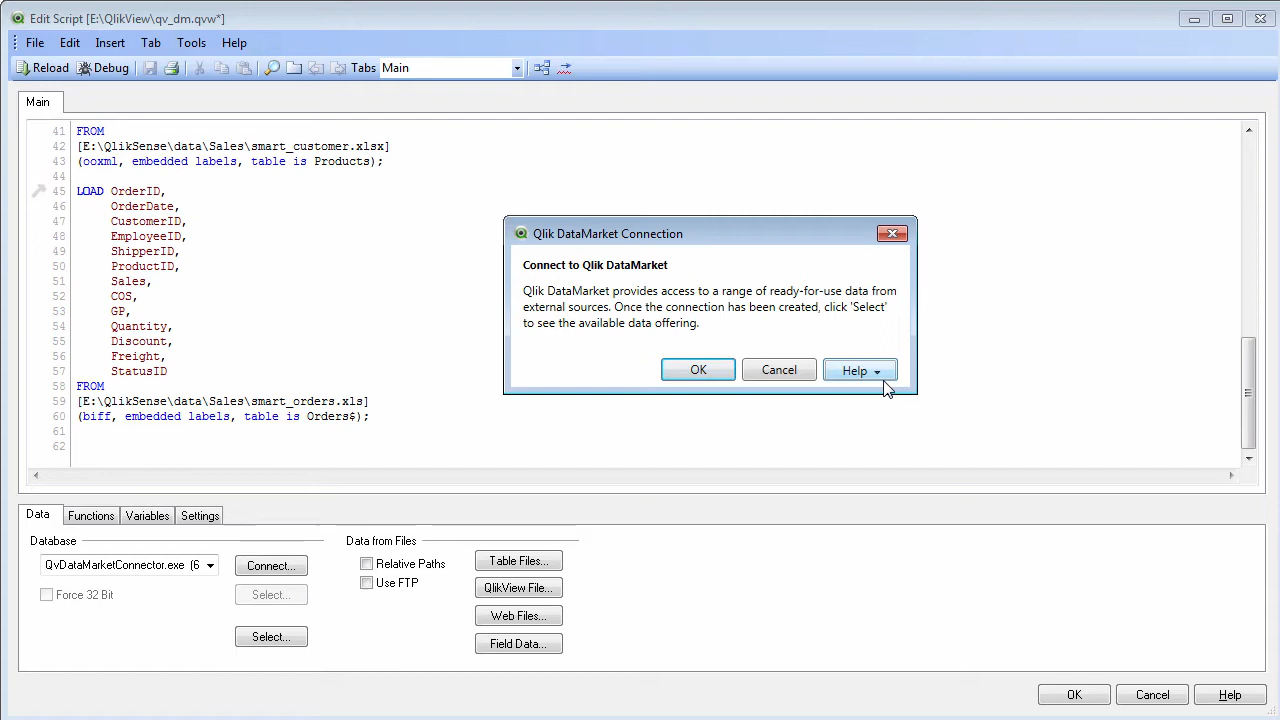 Edit Script [E:\QlikView\qv_dm.qvw*]
File Edit Insert Tab Tools Help
Reload Debug Tabs Main
Main
41 FROM
42 [E:\QlikSense\data\Sales\smart_customer.xlsx]
43 (ooxml, embedded labels, table is Products);
44
45 LOAD OrderID,
46 OrderDate,
47 CustomerID,
48 EmployeeID,
49 ShipperID,
50 ProductID,
51 Sales,
52 COS,
53 GP,
54 Quantity,
55 Discount,
56 Freight,
57 StatusID
58 FROM
59 [E:\QlikSense\data\Sales\smart_orders.xls]
60 (biff, embedded labels, table is Orders$);
61
62
Qlik DataMarket Connection
Connect to Qlik DataMarket
Qlik DataMarket provides access to a range of ready-for-use data from
external sources. Once the connection has been created, click 'Select'
to see the available data offering.
OK Cancel Help
Data Functions Variables Settings
Database Data from Files
QvDataMarketConnector.exe (6 Connect... Relative Paths Table Files...
Force 32 Bit Select... Use FTP QlikView File...
Web Files...
Select... Field Data...
OK Cancel Help